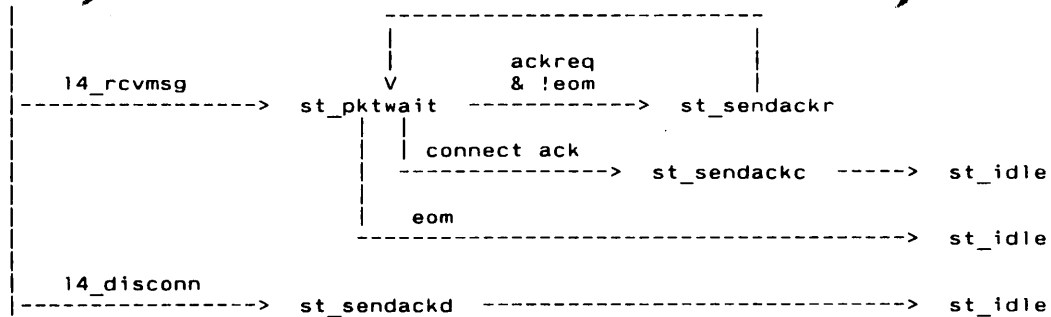 ackreq
l4_rcvmsg & !eom
st_pktwait st_sendackr
connect ack
st_sendackc st_idle
eom
st_idle
l4_disconn
st_sendackd st_idle